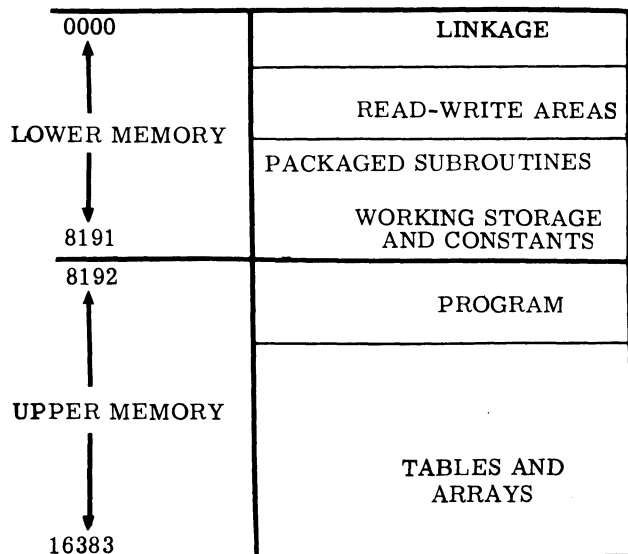 0000
LINKAGE
READ-WRITE AREAS
LOWER MEMORY
PACKAGED SUBROUTINES
WORKING STORAGE
AND CONSTANTS
8191
8192
PROGRAM
UPPER MEMORY
TABLES AND
ARRAYS
16383